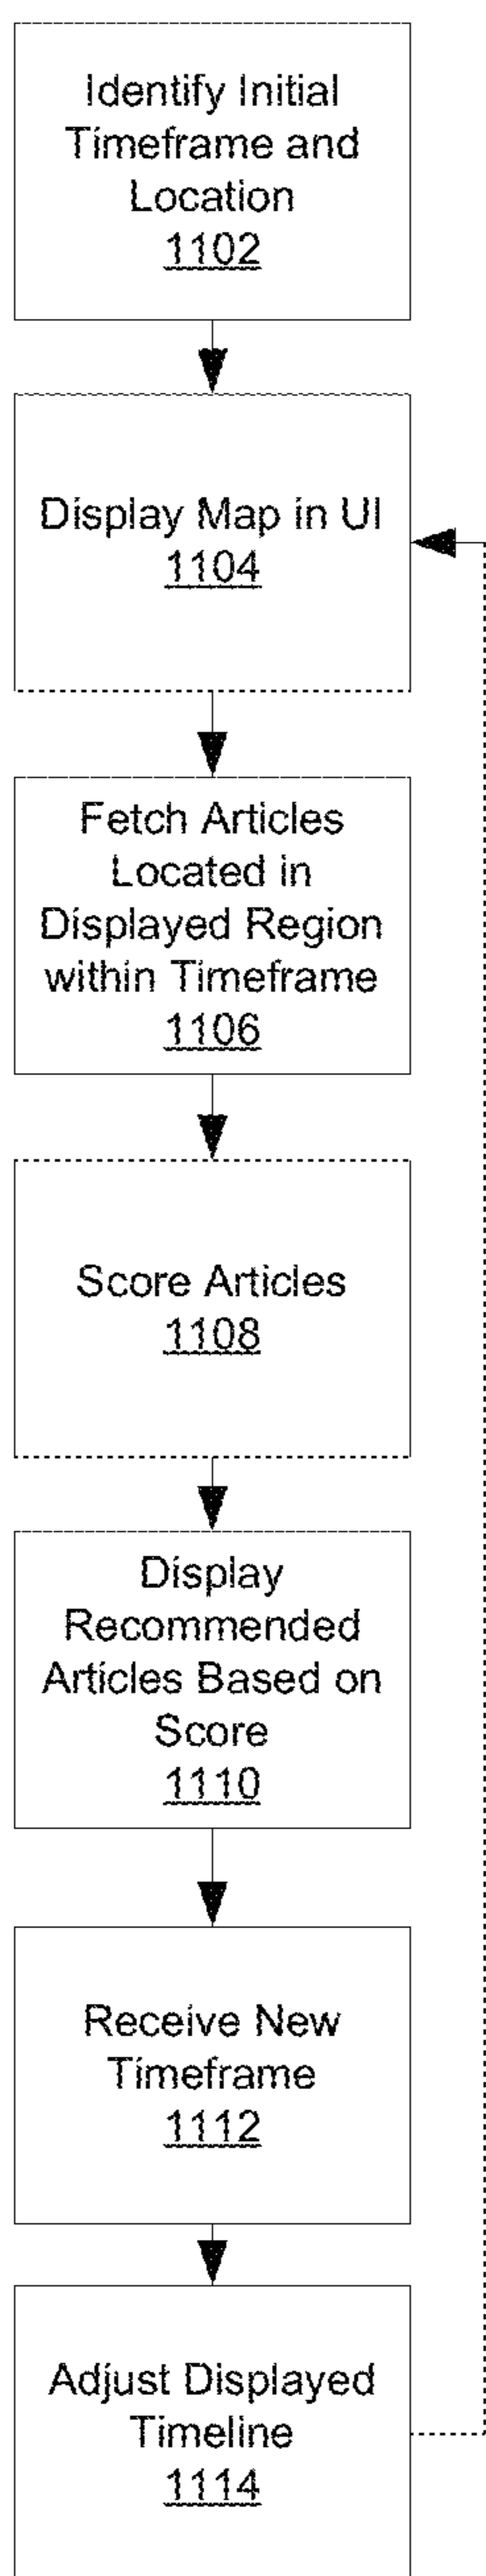 Identify Initial
Timeframe and
Location
1102
Display Map in UI
1104
Fetch Articles
Located in
Displayed Region
within Timeframe
1106
Score Articles
1108
Display
Recommended
Articles Based on
Score
1110
Receive New
Timeframe
1112
Adjust Displayed
Timeline
1114